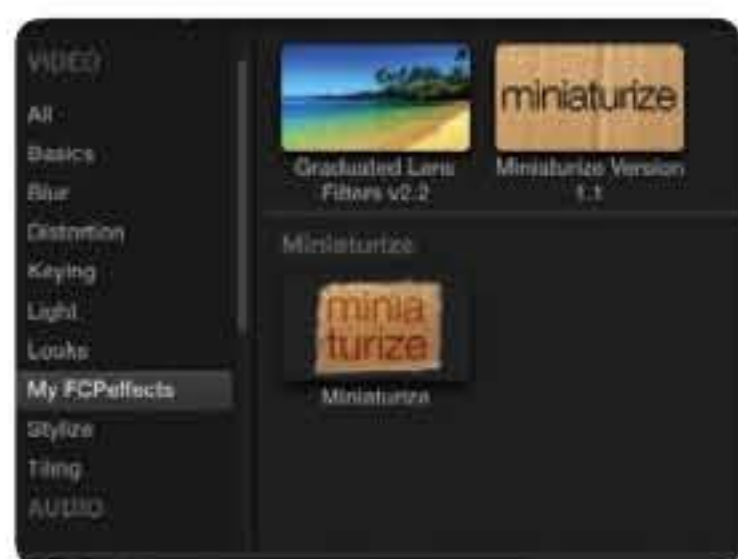 VIDEO
All
Basics
Blur
Distortion
Keying
Light
Looks
My FCPeffects
Stylize
Tiling
AUDIO
miniaturize
Graduated Lens
Filters v2.2
Miniaturize Version
1.1
Miniaturize
minia
turize
Miniaturize